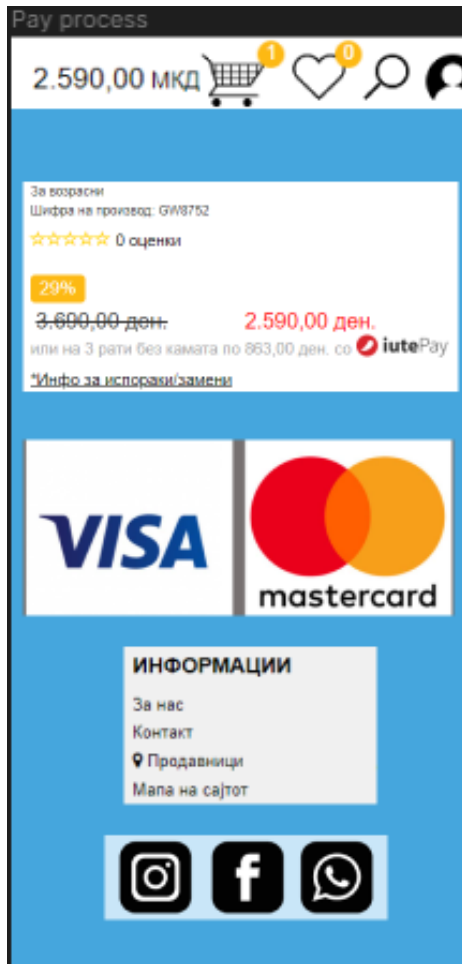 Pay process
2.590,00 мкд 1 0
За возрасни
Шифра на производ: GW8752
0 оценки
29%
3.690,00 ден. 2.590,00 ден.
или на 3 рати без камата по 863,00 ден. со iutePay
*Инфо за испораки/замени
VISA
mastercard
ИНФОРМАЦИИ
За нас
Контакт
Продавници
Мапа на сајтот